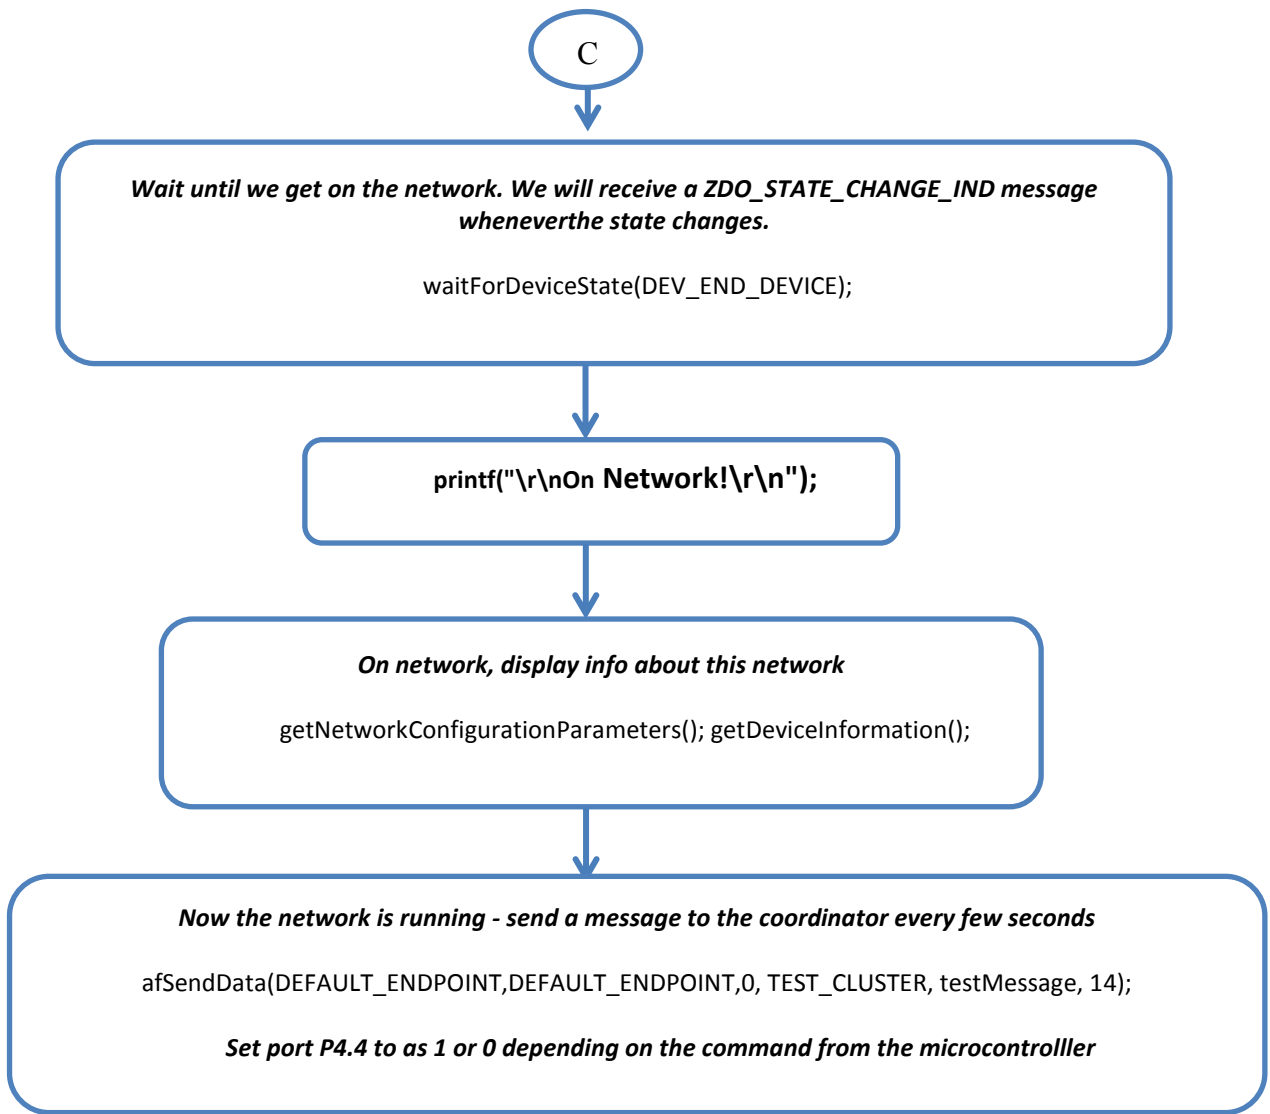 C
Wait until we get on the network. We will receive a ZDO_STATE_CHANGE_IND message
wheneverthe state changes.
waitForDeviceState(DEV_END_DEVICE);
printf("\r\nOn Network!\r\n");
On network, display info about this network
getNetworkConfigurationParameters(); getDeviceInformation();
Now the network is running - send a message to the coordinator every few seconds
afSendData(DEFAULT_ENDPOINT,DEFAULT_ENDPOINT,0, TEST_CLUSTER, testMessage, 14);
Set port P4.4 to as 1 or 0 depending on the command from the microcontrolller